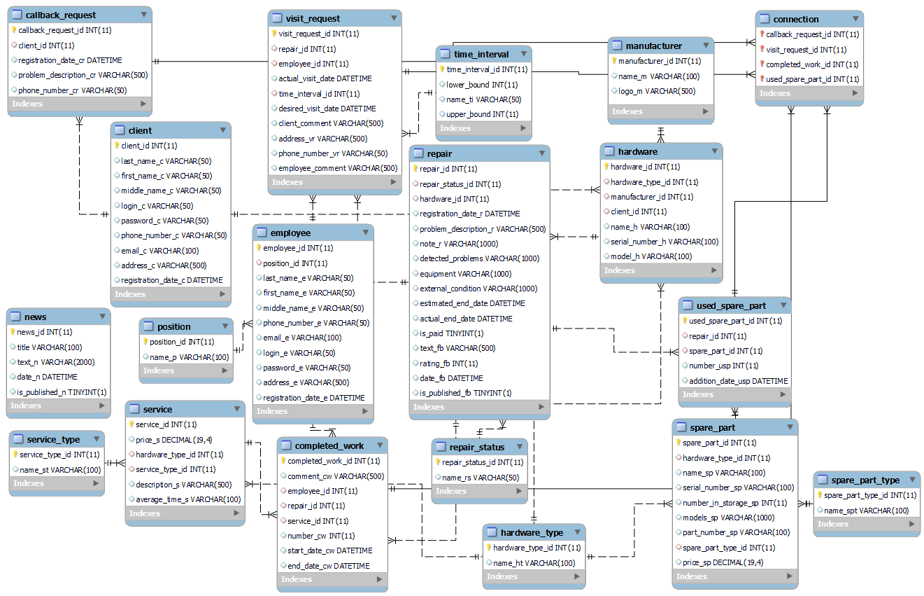 callback_request
callback_request_id INT(11)
client_id INT(11)
registration_date_cr DATETIME
problem_description_cr VARCHAR(500)
phone_number_cr VARCHAR(50)
Indexes
visit_request
visit_request_id INT(11)
repair_id INT(11)
employee_id INT(11)
actual_visit_date DATETIME
time_interval_id INT(11)
desired_visit_date DATETIME
client_comment VARCHAR(500)
address_vr VARCHAR(500)
phone_number_vr VARCHAR(50)
employee_comment VARCHAR(500)
Indexes
time_interval
time_interval_id INT(11)
lower_bound INT(11)
name_ti VARCHAR(50)
upper_bound INT(11)
Indexes
manufacturer
manufacturer_id INT(11)
name_m VARCHAR(100)
logo_m VARCHAR(500)
Indexes
connection
callback_request_id INT(11)
visit_request_id INT(11)
completed_work_id INT(11)
used_spare_part_id INT(11)
Indexes
client
client_id INT(11)
last_name_c VARCHAR(50)
first_name_c VARCHAR(50)
middle_name_c VARCHAR(50)
login_c VARCHAR(50)
password_c VARCHAR(50)
phone_number_c VARCHAR(50)
email_c VARCHAR(100)
address_c VARCHAR(500)
registration_date_c DATETIME
Indexes
repair
repair_id INT(11)
repair_status_id INT(11)
hardware_id INT(11)
registration_date_r DATETIME
problem_description_r VARCHAR(500)
note_r VARCHAR(1000)
detected_problems VARCHAR(1000)
equipment VARCHAR(1000)
external_condition VARCHAR(1000)
estimated_end_date DATETIME
actual_end_date DATETIME
is_paid TINYINT(1)
text_fb VARCHAR(500)
rating_fb INT(11)
date_fb DATETIME
is_published_fb TINYINT(1)
Indexes
hardware
hardware_id INT(11)
hardware_type_id INT(11)
manufacturer_id INT(11)
client_id INT(11)
name_h VARCHAR(100)
serial_number_h VARCHAR(100)
model_h VARCHAR(100)
Indexes
employee
employee_id INT(11)
position_id INT(11)
last_name_e VARCHAR(50)
first_name_e VARCHAR(50)
middle_name_e VARCHAR(50)
phone_number_e VARCHAR(50)
email_e VARCHAR(100)
login_e VARCHAR(50)
password_e VARCHAR(50)
address_e VARCHAR(500)
registration_date_e DATETIME
Indexes
news
news_id INT(11)
title VARCHAR(100)
text_n VARCHAR(2000)
date_n DATETIME
is_published_n TINYINT(1)
Indexes
position
position_id INT(11)
name_p VARCHAR(100)
Indexes
used_spare_part
used_spare_part_id INT(11)
repair_id INT(11)
spare_part_id INT(11)
number_usp INT(11)
addition_date_usp DATETIME
Indexes
service_type
service_type_id INT(11)
name_st VARCHAR(100)
Indexes
service
service_id INT(11)
price_s DECIMAL(19,4)
hardware_type_id INT(11)
service_type_id INT(11)
description_s VARCHAR(500)
average_time_s VARCHAR(100)
Indexes
completed_work
completed_work_id INT(11)
comment_cw VARCHAR(500)
employee_id INT(11)
repair_id INT(11)
service_id INT(11)
number_cw INT(11)
start_date_cw DATETIME
end_date_cw DATETIME
Indexes
repair_status
repair_status_id INT(11)
name_rs VARCHAR(50)
Indexes
hardware_type
hardware_type_id INT(11)
name_ht VARCHAR(100)
Indexes
spare_part
spare_part_id INT(11)
hardware_type_id INT(11)
name_sp VARCHAR(100)
serial_number_sp VARCHAR(100)
number_in_storage_sp INT(11)
models_sp VARCHAR(1000)
part_number_sp VARCHAR(100)
spare_part_type_id INT(11)
price_sp DECIMAL(19,4)
Indexes
spare_part_type
spare_part_type_id INT(11)
name_spt VARCHAR(100)
Indexes